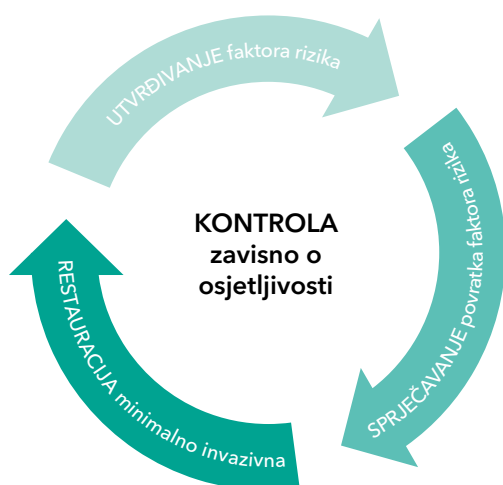 UTVRĐIVANJE faktora rizika
SPRJEČAVANJE povratka faktora rizika
RESTAURACIJA minimalno invazivna
KONTROLA
zavisno o
osjetljivosti